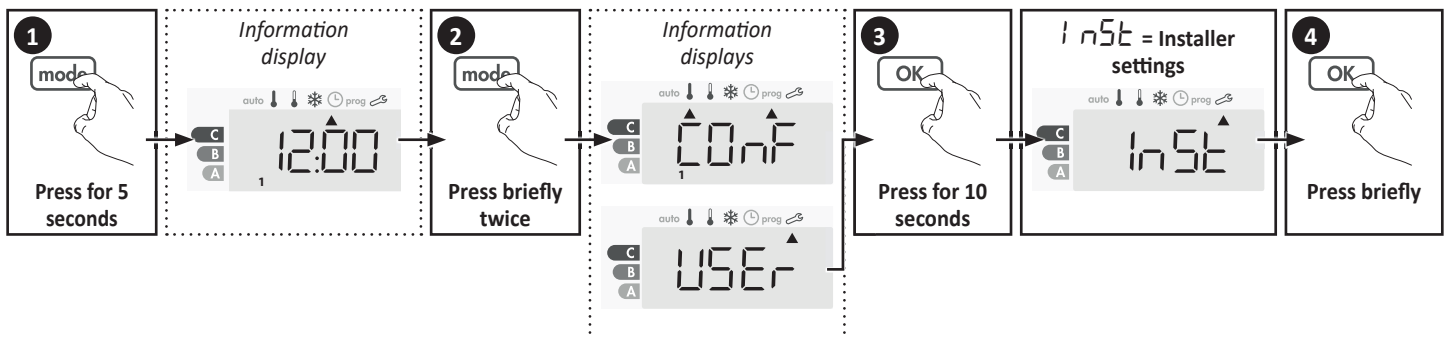 1
mode
Press for 5
seconds
Information
display
auto prog
C
B
A
12:00
1
2
mode
Press briefly
twice
Information
displays
auto prog
C
B
A
COnF
1
auto prog
C
B
A
USEr
3
OK
Press for 10
seconds
InSt = Installer
settings
auto prog
C
B
A
InSt
4
OK
Press briefly